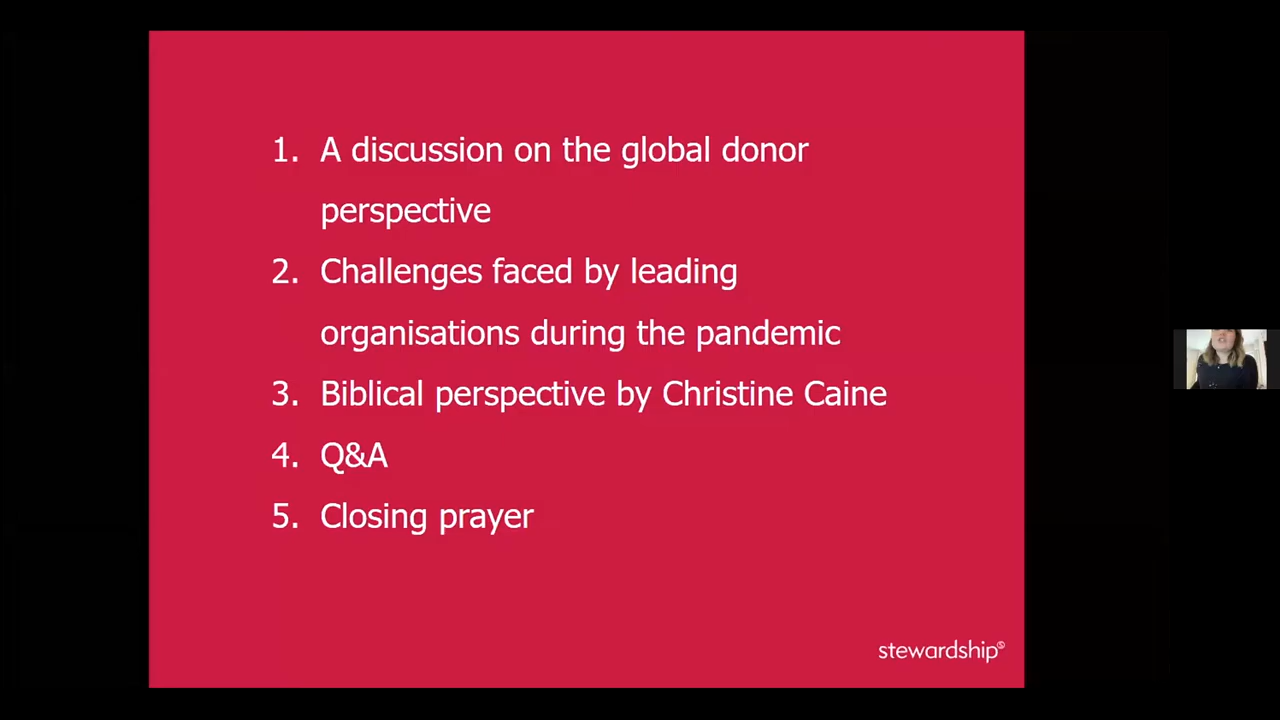 1. A discussion on the global donor
perspective
2. Challenges faced by leading
organisations during the pandemic
3. Biblical perspective by Christine Caine
4. Q&A
5. Closing prayer
stewardship